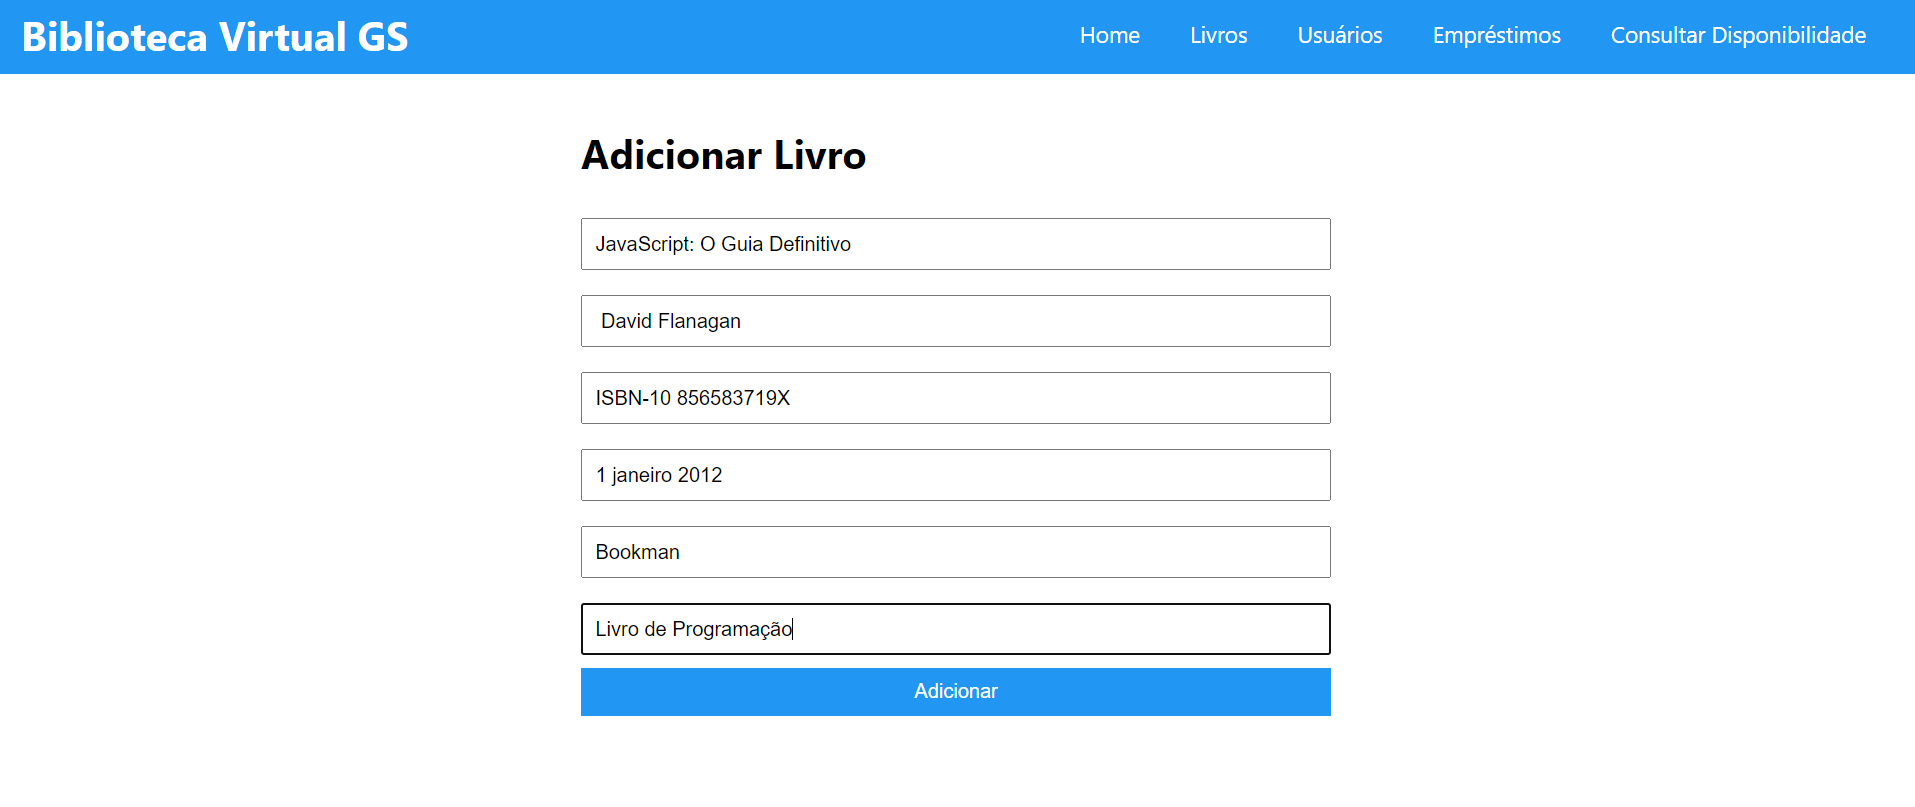 Biblioteca Virtual GS
Home Livros Usuários Empréstimos Consultar Disponibilidade
Adicionar Livro
JavaScript: O Guia Definitivo
David Flanagan
ISBN-10 856583719X
1 janeiro 2012
Bookman
Livro de Programação
Adicionar